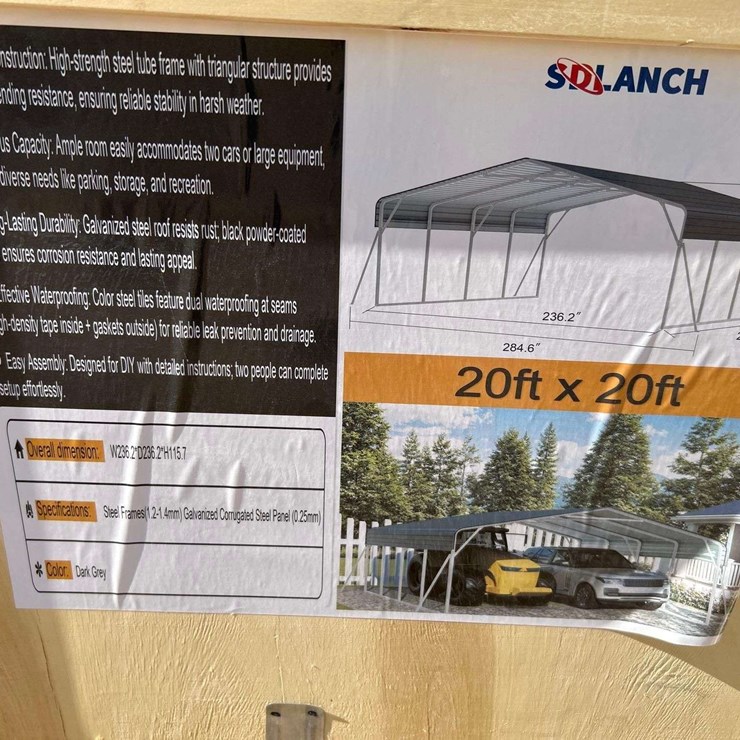 nstruction: High-strength steel tube frame with triangular structure provides
ending resistance, ensuring reliable stability in harsh weather.
us Capacity: Ample room easily accommodates two cars or large equipment,
diverse needs like parking, storage, and recreation.
g-Lasting Durability: Galvanized steel roof resists rust; black powder-coated
ensures corrosion resistance and lasting appeal.
ffective Waterproofing: Color steel tiles feature dual waterproofing at seams
gh-density tape inside + gaskets outside) for reliable leak prevention and drainage.
Easy Assembly: Designed for DIY with detailed instructions; two people can complete
setup effortlessly.
Overall dimension: W236.2"D236.2"H115.7
Specifications: Steel Frames(1.2-1.4mm) Galvanized Corrugated Steel Panel (0.25mm)
Color: Dark Grey
SDLANCH
236.2"
284.6"
20ft x 20ft